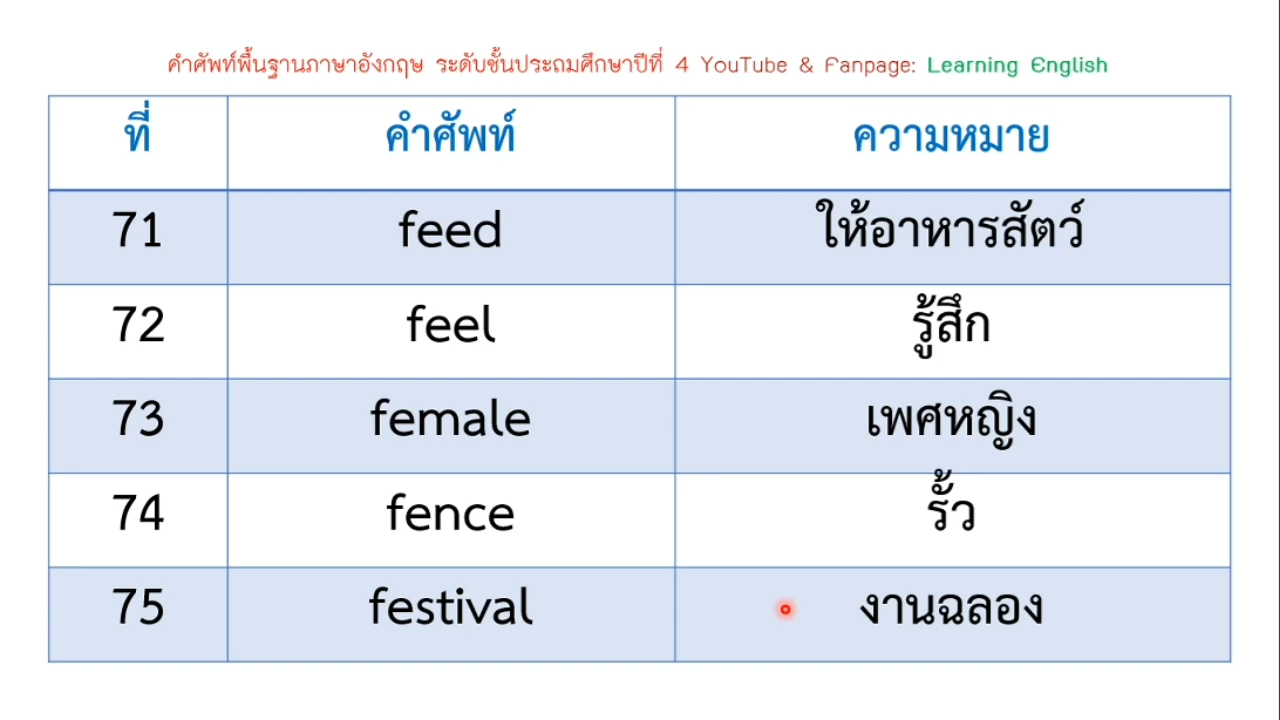 คำศัพท์พื้นฐานภาษาอังกฤษ ระดับชั้นประถมศึกษาปีที่ 4 YouTube & Fanpage: Learning English
ที่ คำศัพท์ ความหมาย
71 feed ให้อาหารสัตว์
72 feel รู้สึก
73 female เพศหญิง
74 fence รั้ว
75 festival งานฉลอง